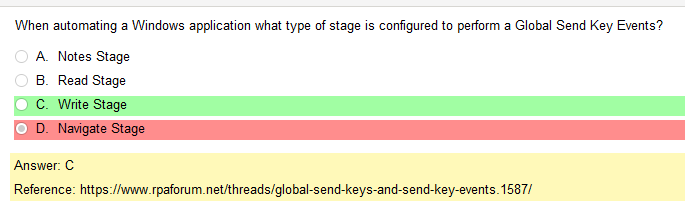 When automating a Windows application what type of stage is configured to perform a Global Send Key Events?
A. Notes Stage
B. Read Stage
C. Write Stage
D. Navigate Stage
Answer: C
Reference: https://www.rpaforum.net/threads/global-send-keys-and-send-key-events.1587/